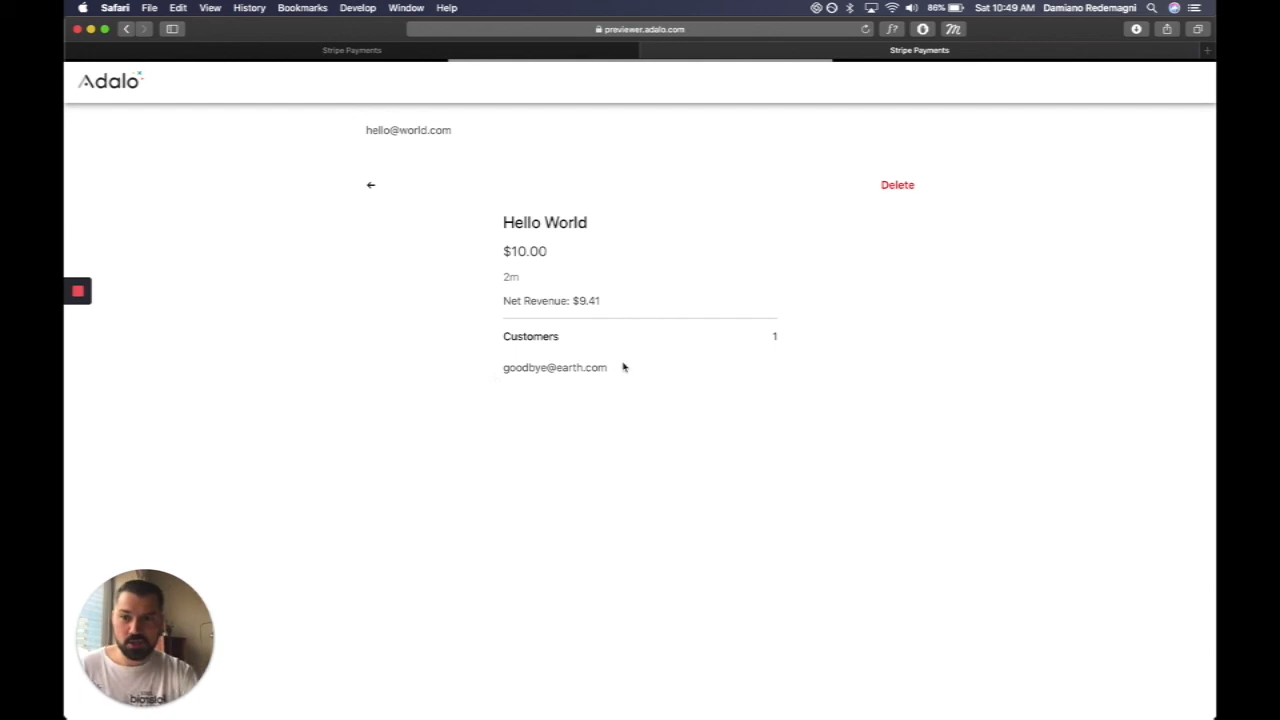 Safari File Edit View History Bookmarks Develop Window Help 86% Sat 10:49 AM Damiano Redemagni
previewer.adalo.com f?
Stripe Payments Stripe Payments
Adalo
hello@world.com
← Delete
Hello World
$10.00
2m
Net Revenue: $9.41
Customers 1
goodbye@earth.com